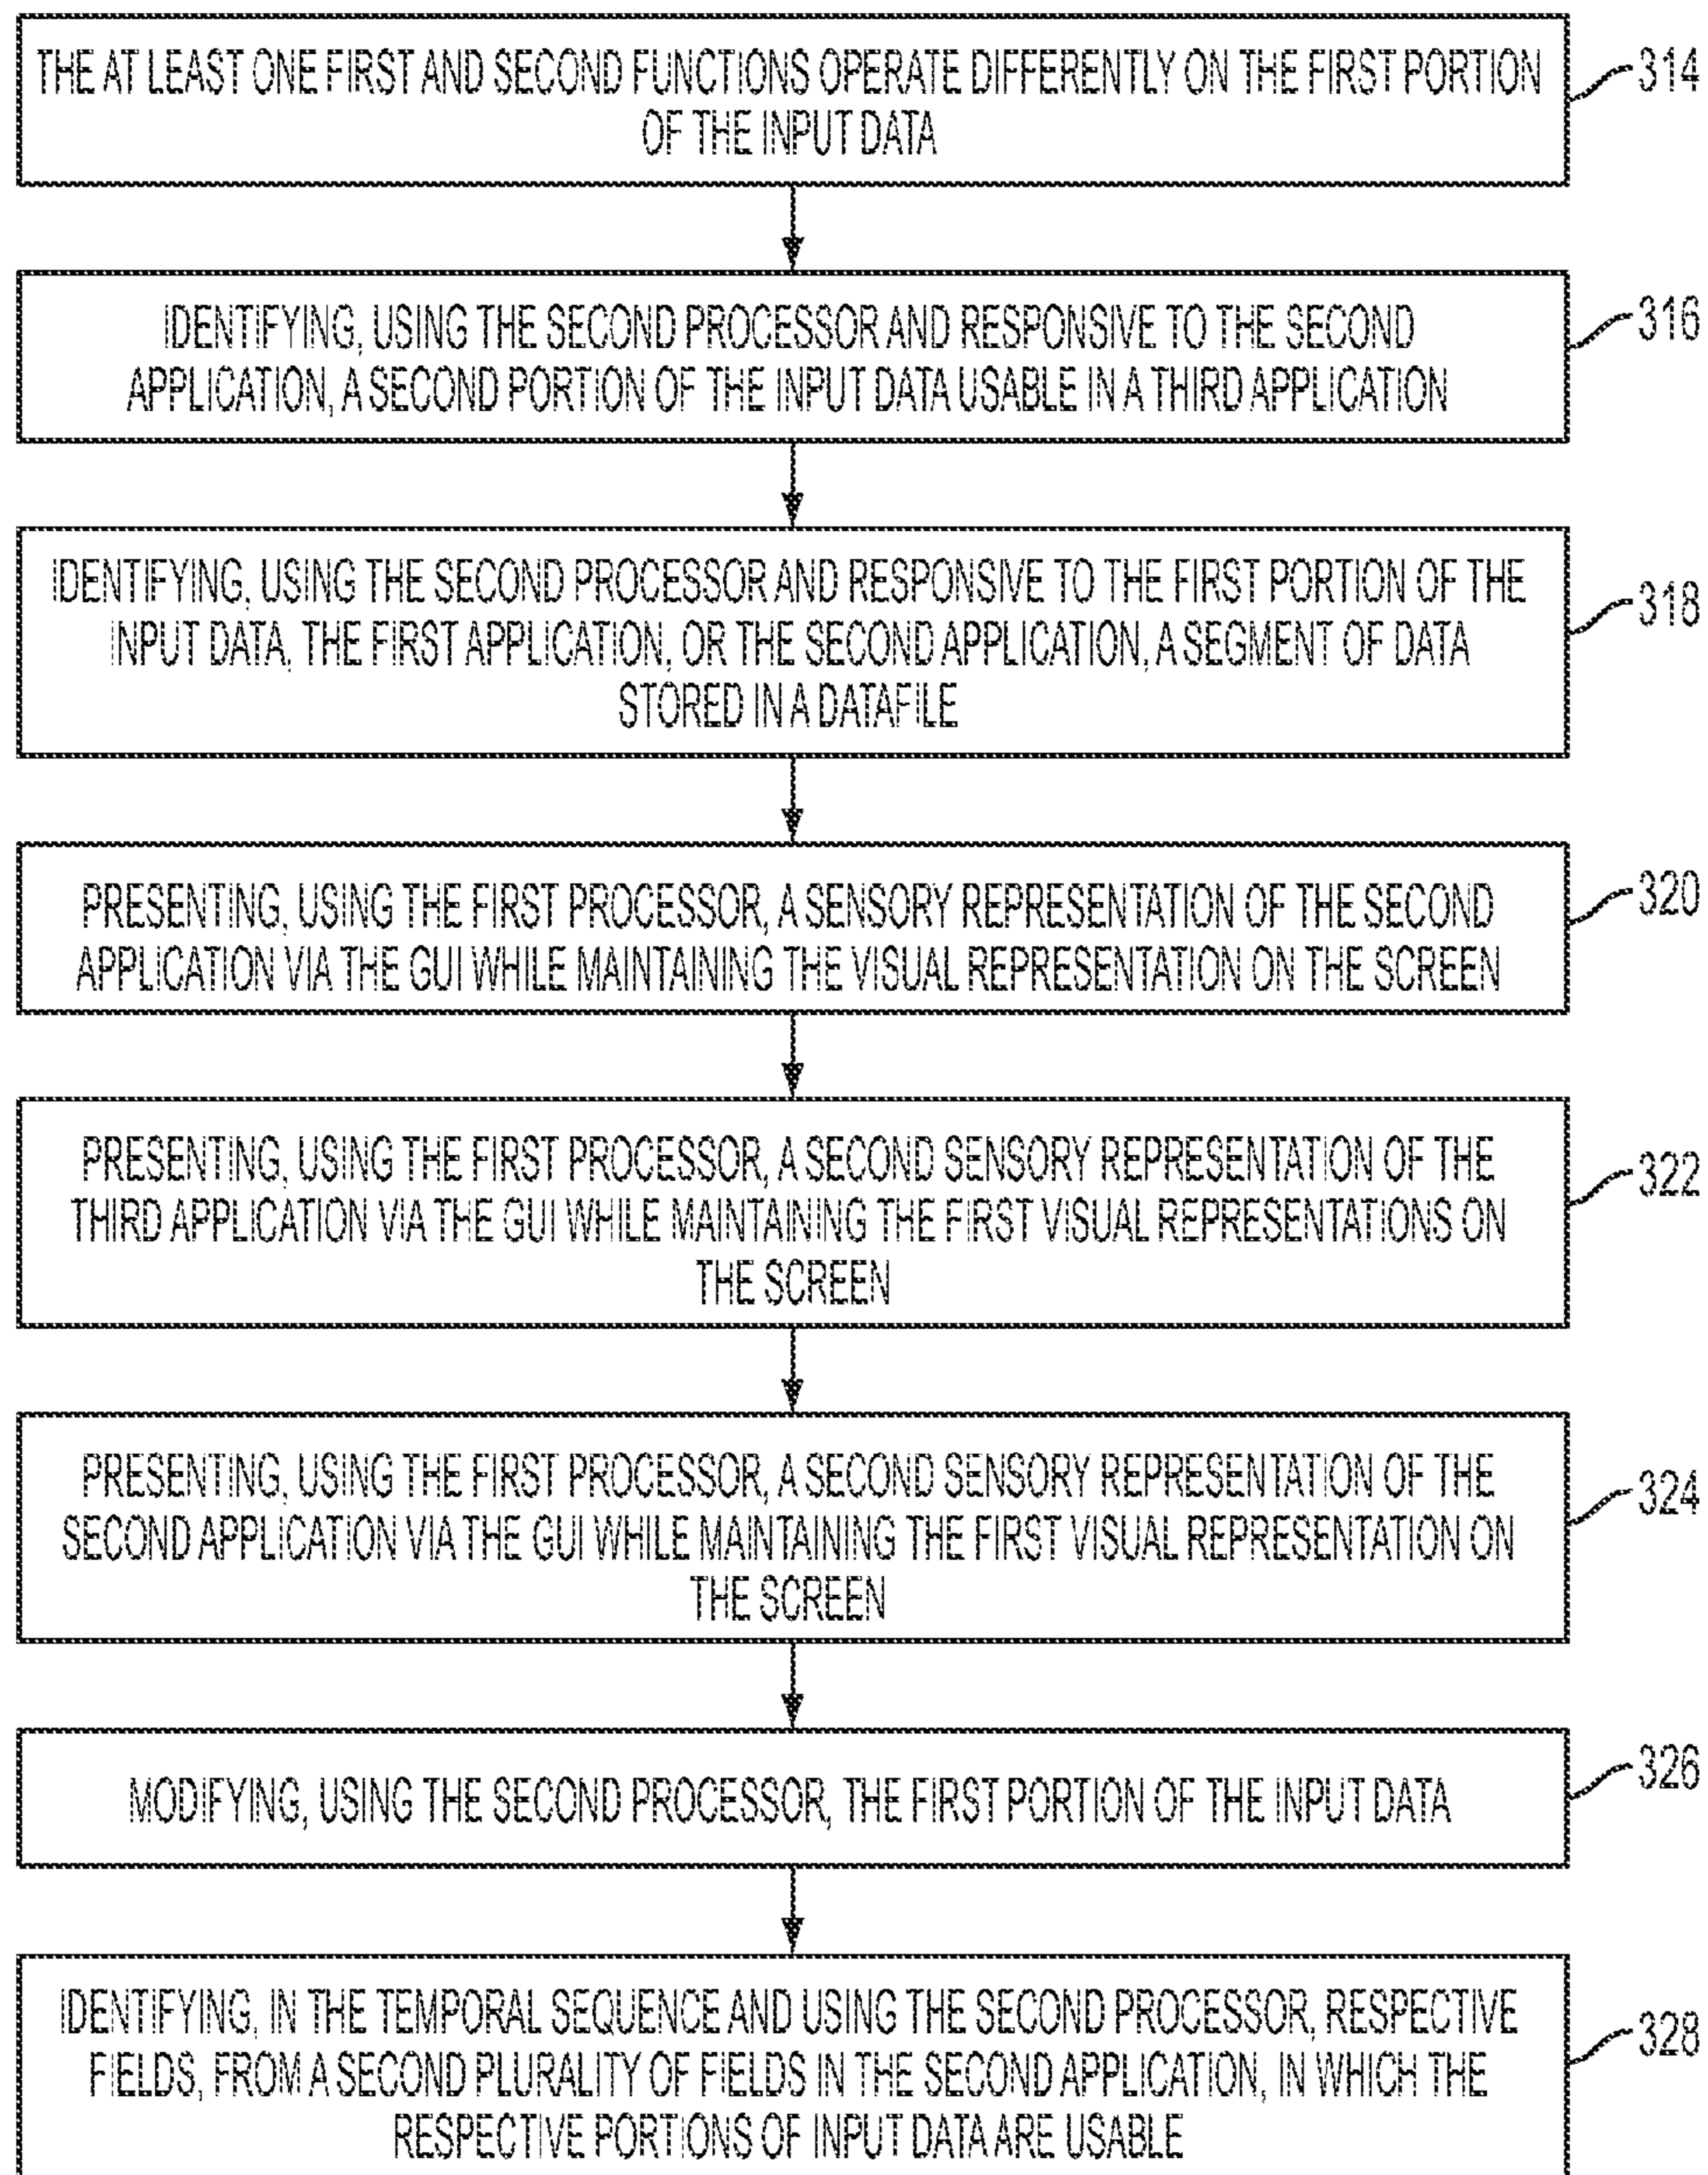 THE AT LEAST ONE FIRST AND SECOND FUNCTIONS OPERATE DIFFERENTLY ON THE FIRST PORTION
OF THE INPUT DATA
314
IDENTIFYING, USING THE SECOND PROCESSOR AND RESPONSIVE TO THE SECOND
APPLICATION, A SECOND PORTION OF THE INPUT DATA USABLE IN A THIRD APPLICATION
316
IDENTIFYING, USING THE SECOND PROCESSOR AND RESPONSIVE TO THE FIRST PORTION OF THE
INPUT DATA, THE FIRST APPLICATION, OR THE SECOND APPLICATION, A SEGMENT OF DATA
STORED IN A DATAFILE
318
PRESENTING, USING THE FIRST PROCESSOR, A SENSORY REPRESENTATION OF THE SECOND
APPLICATION VIA THE GUI WHILE MAINTAINING THE VISUAL REPRESENTATION ON THE SCREEN
320
PRESENTING, USING THE FIRST PROCESSOR, A SECOND SENSORY REPRESENTATION OF THE
THIRD APPLICATION VIA THE GUI WHILE MAINTAINING THE FIRST VISUAL REPRESENTATIONS ON
THE SCREEN
322
PRESENTING, USING THE FIRST PROCESSOR, A SECOND SENSORY REPRESENTATION OF THE
SECOND APPLICATION VIA THE GUI WHILE MAINTAINING THE FIRST VISUAL REPRESENTATION ON
THE SCREEN
324
MODIFYING, USING THE SECOND PROCESSOR, THE FIRST PORTION OF THE INPUT DATA
326
IDENTIFYING, IN THE TEMPORAL SEQUENCE AND USING THE SECOND PROCESSOR, RESPECTIVE
FIELDS, FROM A SECOND PLURALITY OF FIELDS IN THE SECOND APPLICATION, IN WHICH THE
RESPECTIVE PORTIONS OF INPUT DATA ARE USABLE
328